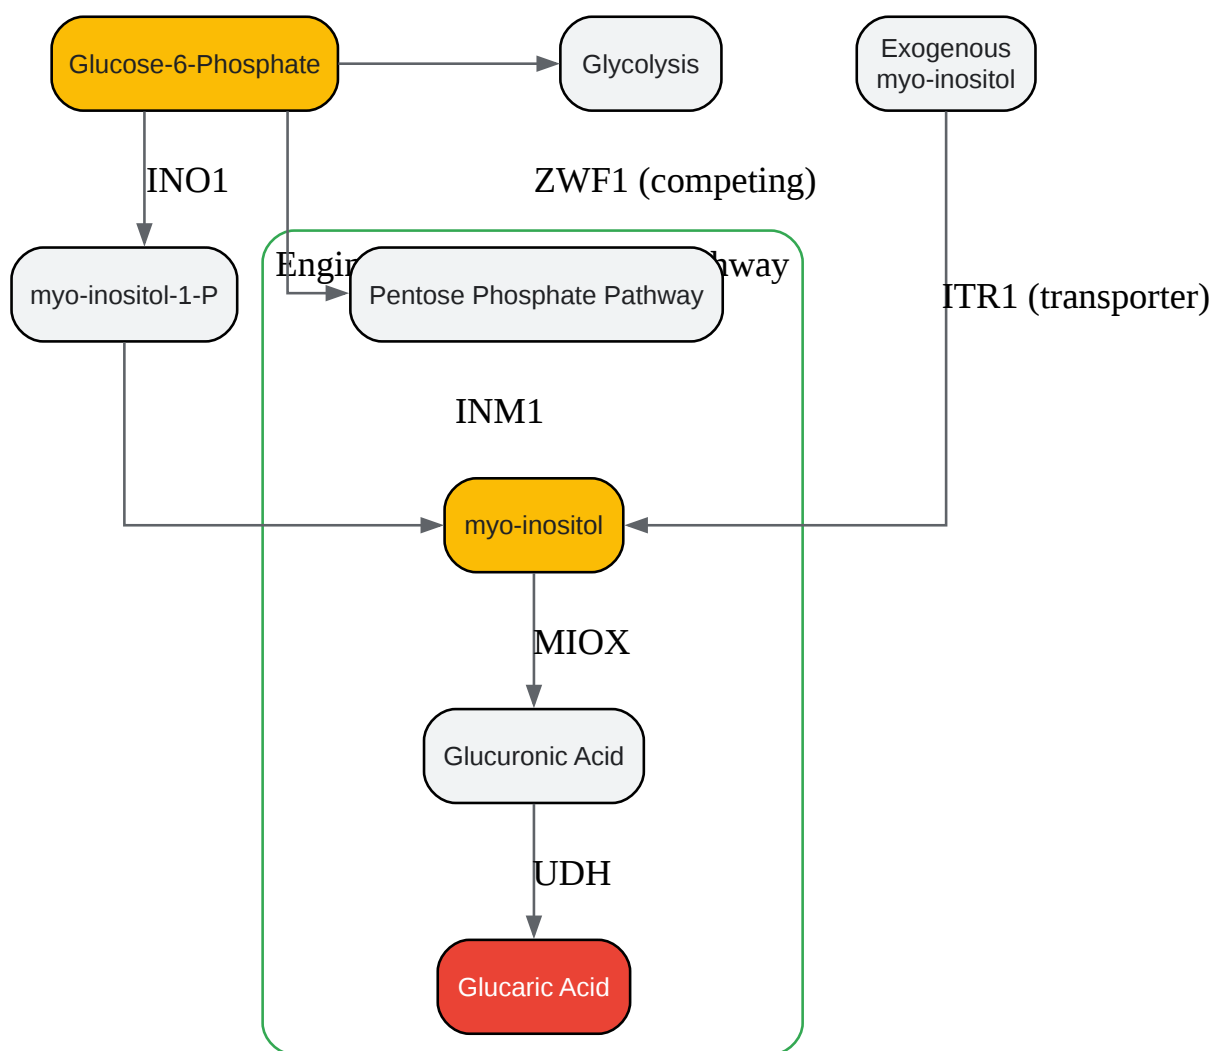 Glucose-6-Phosphate
Glycolysis
Exogenous
myo-inositol
INO1
ZWF1 (competing)
myo-inositol-1-P
Pentose Phosphate Pathway
ITR1 (transporter)
INM1
myo-inositol
MIOX
Glucuronic Acid
UDH
Glucaric Acid